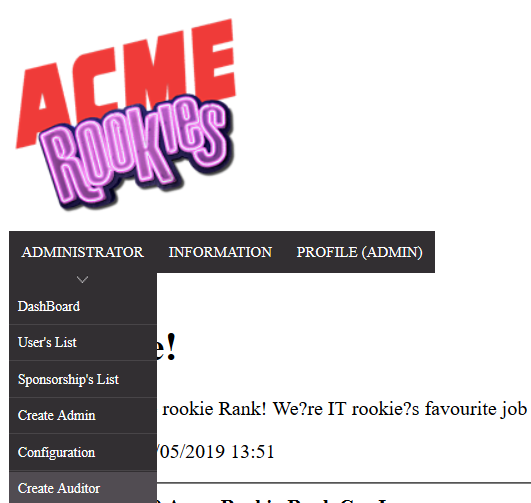 ACME
Rookies
ADMINISTRATOR INFORMATION PROFILE (ADMIN)
DashBoard
User's List
e!
Sponsorship's List
rookie Rank! We?re IT rookie?s favourite job
Create Admin
Configuration
/05/2019 13:51
Create Auditor